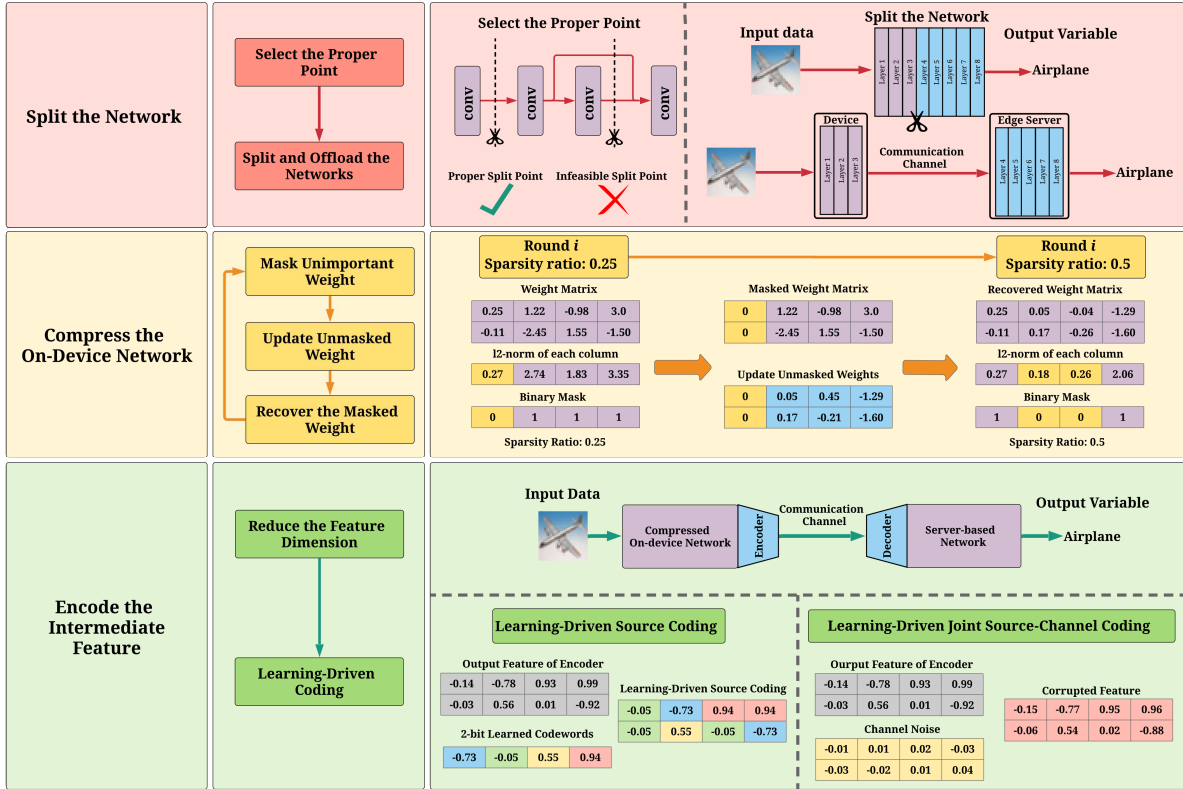 Split the Network
Select the Proper
Point
Split and Offload the
Networks
Select the Proper Point
conv
conv
conv
conv
Proper Split Point
Infeasible Split Point
Split the Network
Input data
Output Variable
Layer 1
Layer 2
Layer 3
Layer 4
Layer 5
Layer 6
Layer 7
Layer 8
Airplane
Device
Layer 1
Layer 2
Layer 3
Communication
Channel
Edge Server
Layer 4
Layer 5
Layer 6
Layer 7
Layer 8
Airplane
Compress the
On-Device Network
Mask Unimportant
Weight
Update Unmasked
Weight
Recover the Masked
Weight
Round i
Sparsity ratio: 0.25
Weight Matrix
0.25 1.22 -0.98 3.0
-0.11 -2.45 1.55 -1.50
l2-norm of each column
0.27 2.74 1.83 3.35
Binary Mask
0 1 1 1
Sparsity Ratio: 0.25
Masked Weight Matrix
0 1.22 -0.98 3.0
0 -2.45 1.55 -1.50
Update Unmasked Weights
0 0.05 0.45 -1.29
0 0.17 -0.21 -1.60
Round i
Sparsity ratio: 0.5
Recovered Weight Matrix
0.25 0.05 -0.04 -1.29
-0.11 0.17 -0.26 -1.60
l2-norm of each column
0.27 0.18 0.26 2.06
Binary Mask
1 0 0 1
Sparsity Ratio: 0.5
Encode the
Intermediate
Feature
Reduce the Feature
Dimension
Learning-Driven
Coding
Input Data
Compressed
On-device Network
Encoder
Communication
Channel
Decoder
Server-based
Network
Output Variable
Airplane
Learning-Driven Source Coding
Output Feature of Encoder
-0.14 -0.78 0.93 0.99
-0.03 0.56 0.01 -0.92
2-bit Learned Codewords
-0.73 -0.05 0.55 0.94
Learning-Driven Source Coding
-0.05 -0.73 0.94 0.94
-0.05 0.55 -0.05 -0.73
Learning-Driven Joint Source-Channel Coding
Ourput Feature of Encoder
-0.14 -0.78 0.93 0.99
-0.03 0.56 0.01 -0.92
Channel Noise
-0.01 0.01 0.02 -0.03
-0.03 -0.02 0.01 0.04
Corrupted Feature
-0.15 -0.77 0.95 0.96
-0.06 0.54 0.02 -0.88